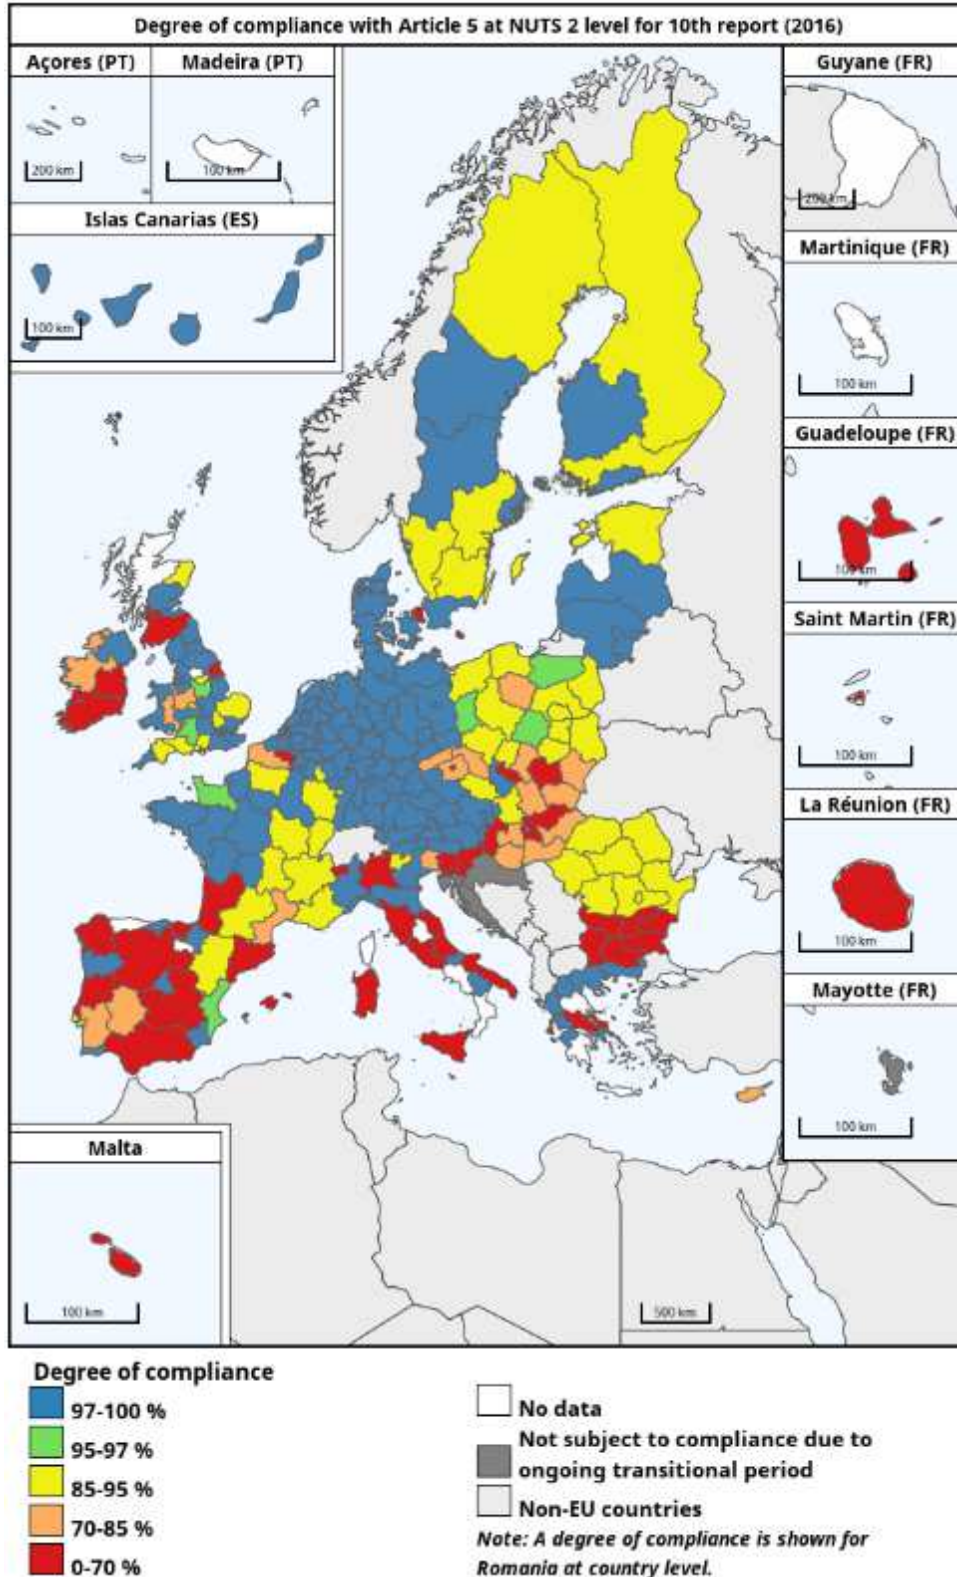 Degree of compliance with Article 5 at NUTS 2 level for 10th report (2016)
Açores (PT)
Madeira (PT)
200 km
100 km
Islas Canarias (ES)
100 km
Guyane (FR)
200 km
Martinique (FR)
100 km
Guadeloupe (FR)
100 km
Saint Martin (FR)
100 km
La Réunion (FR)
100 km
Mayotte (FR)
100 km
Malta
100 km
500 km
Degree of compliance
97-100 %
95-97 %
85-95 %
70-85 %
0-70 %
No data
Not subject to compliance due to
ongoing transitional period
Non-EU countries
Note: A degree of compliance is shown for
Romania at country level.